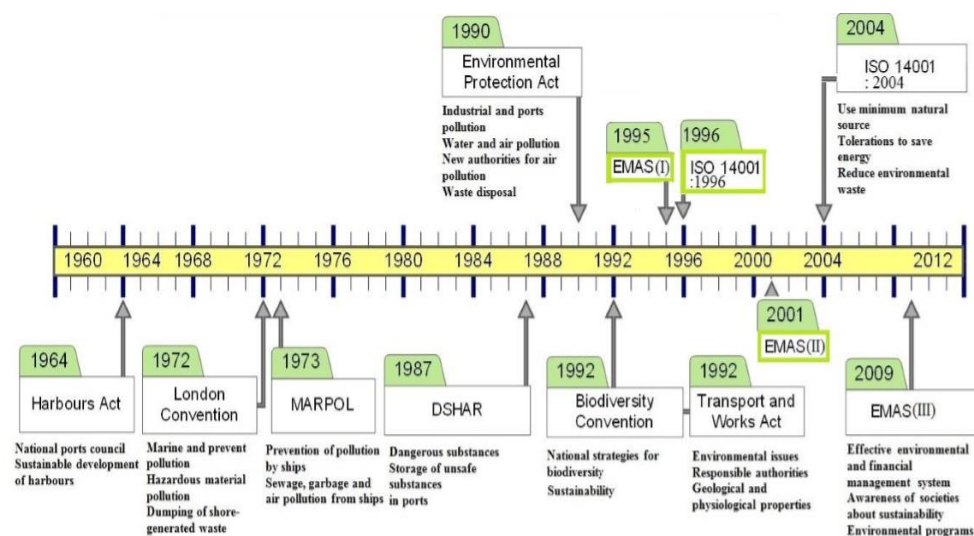 1990
Environmental
Protection Act
Industrial and ports
pollution
Water and air pollution
New authorities for air
pollution
Waste disposal
1995
EMAS(I)
1996
ISO 14001
:1996
2004
ISO 14001
: 2004
Use minimum natural
source
Tolerations to save
energy
Reduce environmental
waste
1960 1964 1968 1972 1976 1980 1984 1988 1992 1996 2000 2004 2012
1964
Harbours Act
National ports council
Sustainable development
of harbours
1972
London
Convention
Marine and prevent
pollution
Hazardous material
pollution
Dumping of shore-
generated waste
1973
MARPOL
Prevention of pollution
by ships
Sewage, garbage and
air pollution from ships
1987
DSHAR
Dangerous substances
Storage of unsafe
substances
in ports
1992
Biodiversity
Convention
National strategies for
biodiversity
Sustainability
1992
Transport and
Works Act
Environmental issues
Responsible authorities
Geological and
physiological properties
2001
EMAS(II)
2009
EMAS(III)
Effective environmental
and financial
management system
Awareness of societies
about sustainability
Environmental programs